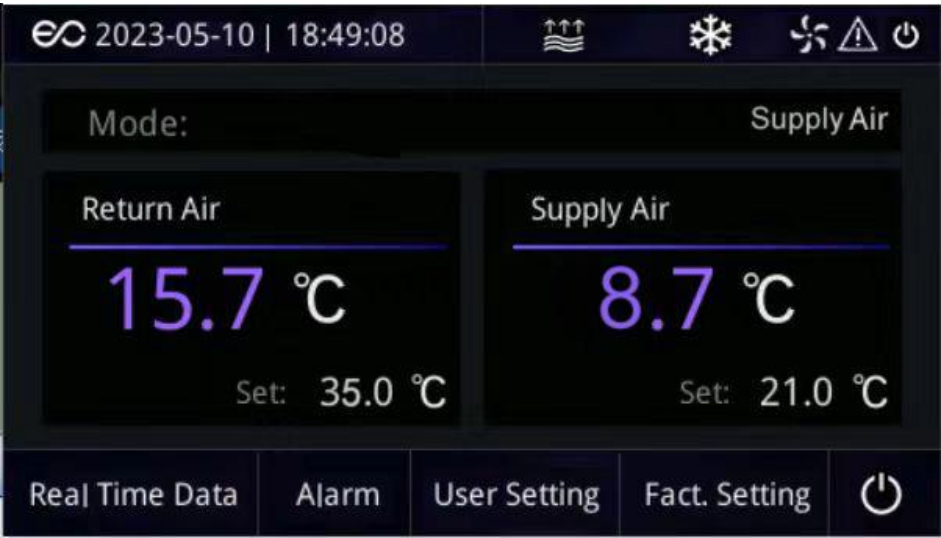 2023-05-10 | 18:49:08
Mode: Supply Air
Return Air
15.7 ℃
Set: 35.0 ℃
Supply Air
8.7 ℃
Set: 21.0 ℃
Real Time Data
Alarm
User Setting
Fact. Setting